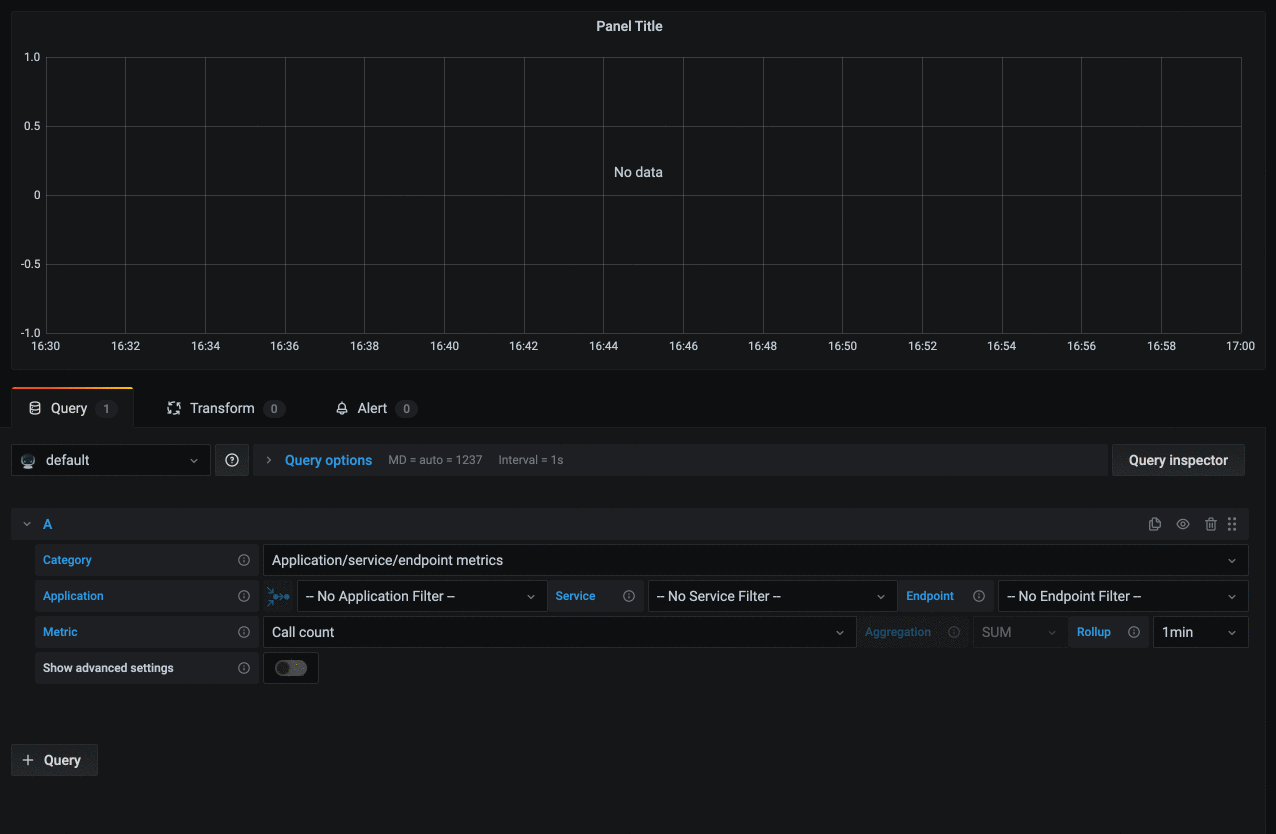 Panel Title
1.0
0.5
No data
0
-0.5
-1.0
16:30 16:32 16:34 16:36 16:38 16:40 16:42 16:44 16:46 16:48 16:50 16:52 16:54 16:56 16:58 17:00
Query 1 Transform 0 Alert 0
default Query options MD = auto = 1237 Interval = 1s Query inspector
A
Category Application/service/endpoint metrics
Application -- No Application Filter -- Service -- No Service Filter -- Endpoint -- No Endpoint Filter --
Metric Call count Aggregation SUM Rollup 1min
Show advanced settings
+ Query